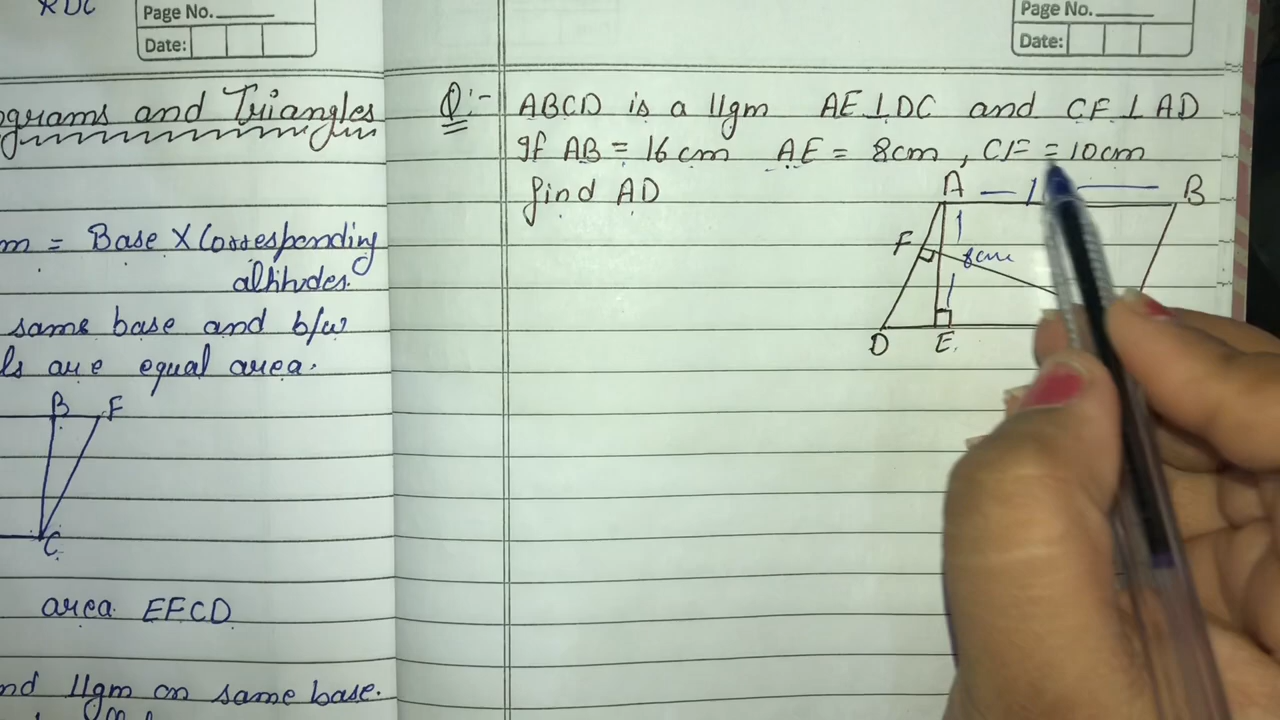 Page No.
Date:
ograms and Triangles
m = Base X Corresponding
altitudes.
same base and b/w
ls are equal area.
B F
C
area EFCD
nd llgm on same base.
Page No.
Date:
Q:- ABCD is a llgm AE⊥DC and CF⊥AD
If AB = 16 cm AE = 8cm, CF = 10cm
find AD
A B
F 8cm
D E